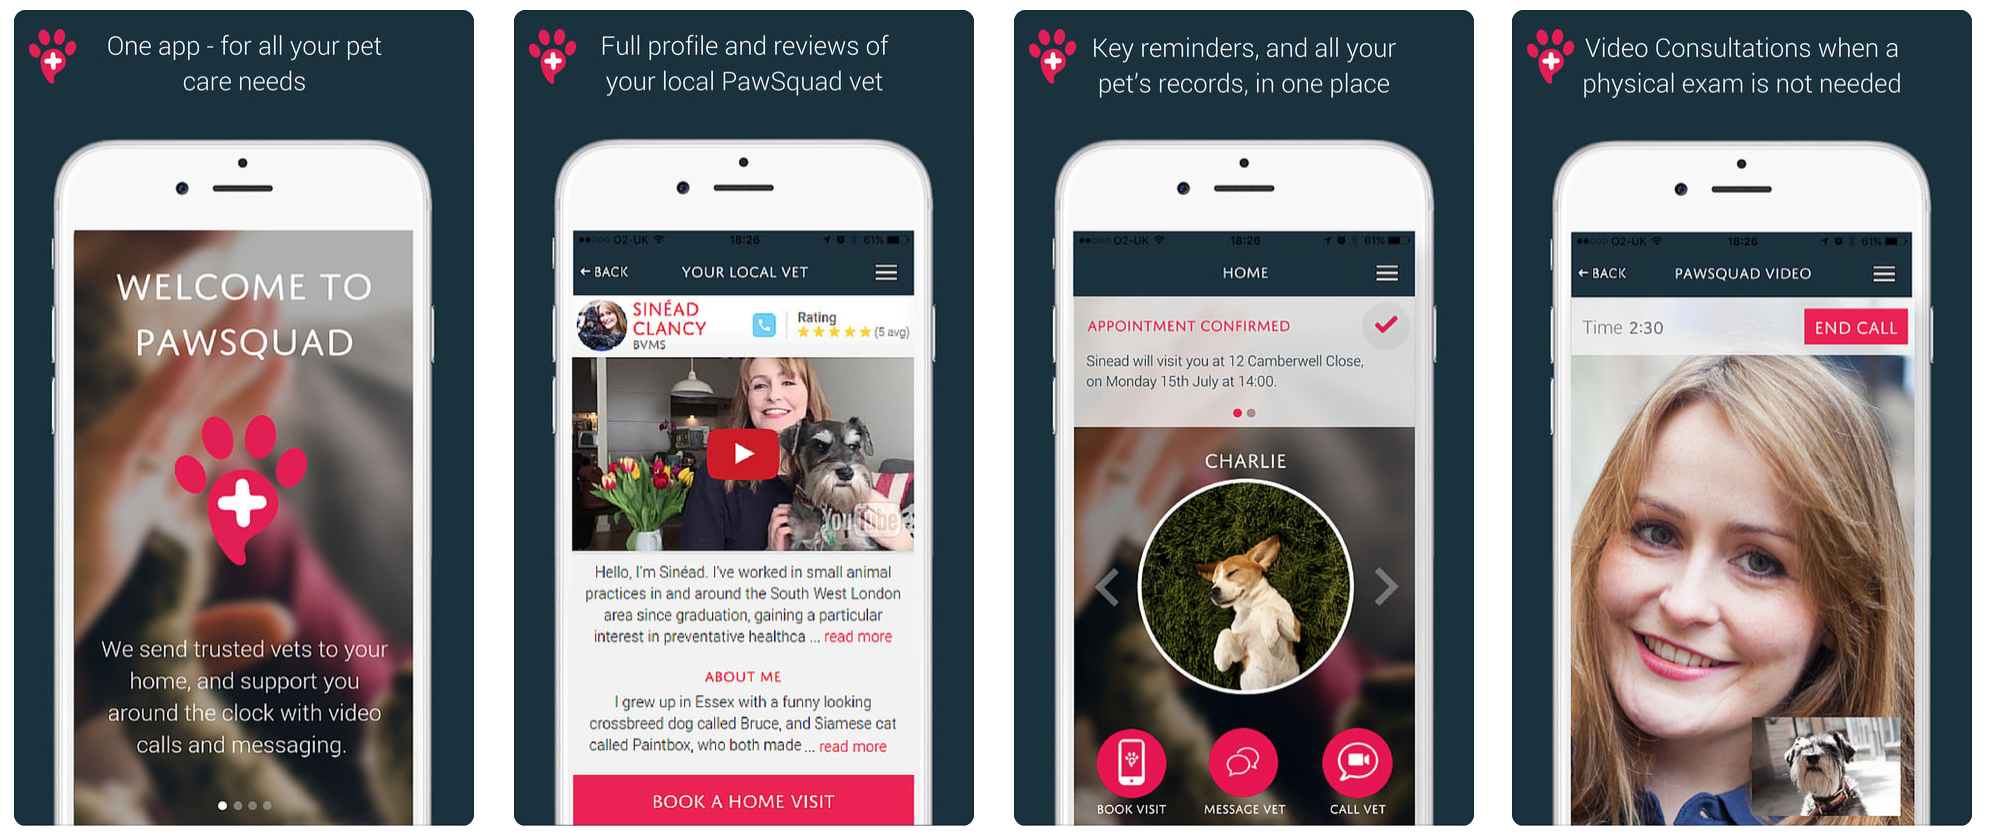 One app - for all your pet
care needs
WELCOME TO
PAWSQUAD
We send trusted vets to your
home, and support you
around the clock with video
calls and messaging.
Full profile and reviews of
your local PawSquad vet
O2-UK 18:26 61%
BACK YOUR LOCAL VET
SINÉAD
CLANCY
BVMS
Rating
(5 avg)
YouTube
Hello, I'm Sinéad. I've worked in small animal
practices in and around the South West London
area since graduation, gaining a particular
interest in preventative healthca ... read more
ABOUT ME
I grew up in Essex with a funny looking
crossbreed dog called Bruce, and Siamese cat
called Paintbox, who both made ... read more
BOOK A HOME VISIT
Key reminders, and all your
pet's records, in one place
O2-UK 18:26 61%
HOME
APPOINTMENT CONFIRMED
Sinead will visit you at 12 Camberwell Close,
on Monday 15th July at 14:00.
CHARLIE
BOOK VISIT MESSAGE VET CALL VET
Video Consultations when a
physical exam is not needed
O2-UK 18:26 61%
BACK PAWSQUAD VIDEO
Time 2:30 END CALL